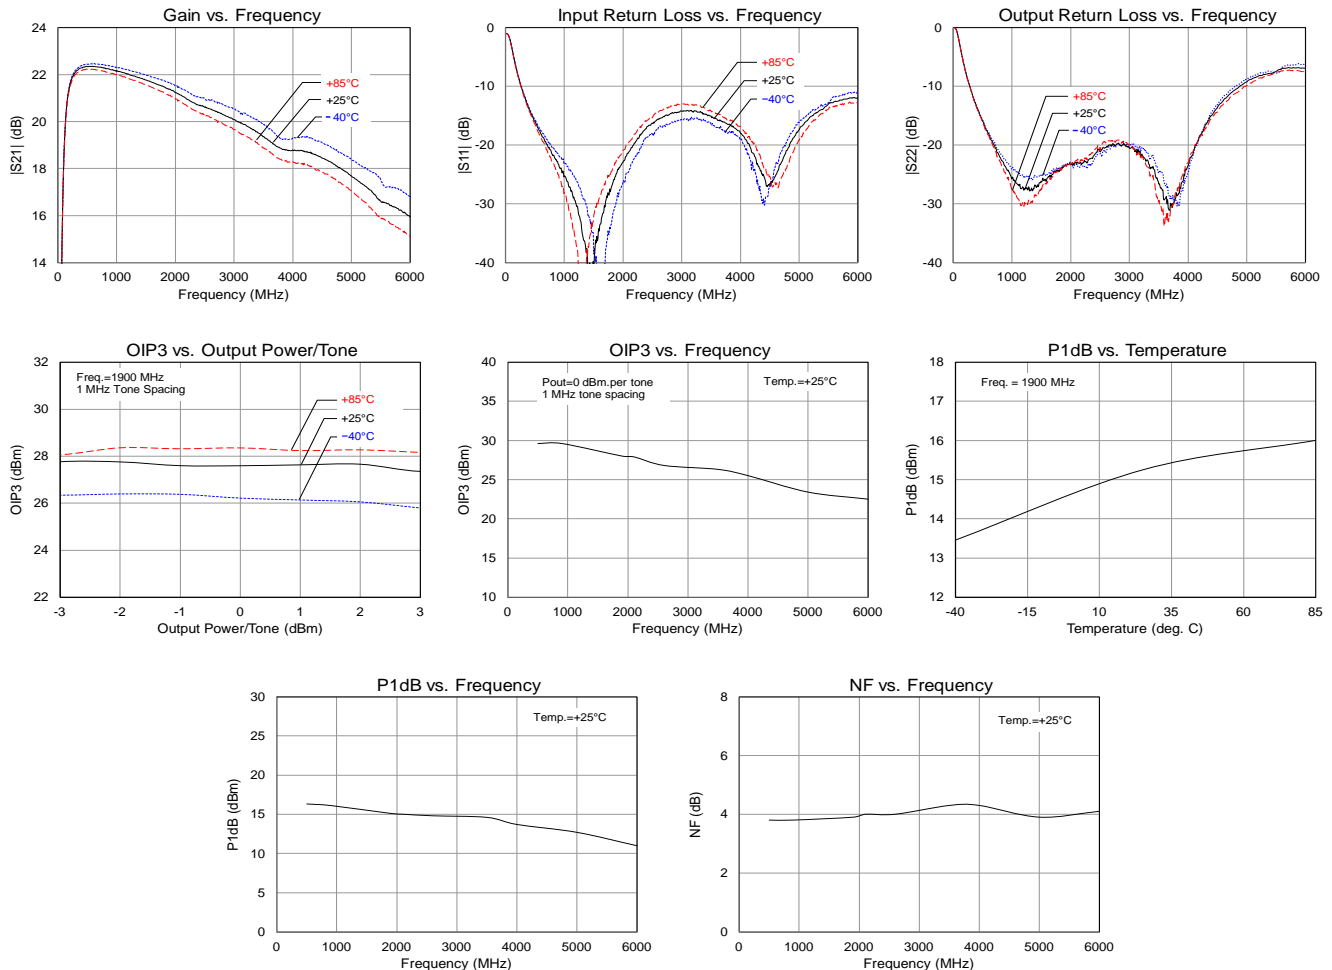 Gain vs. Frequency
24
22
20
18
16
14
|S21| (dB)
+85°C
+25°C
−40°C
0
1000
2000
3000
4000
5000
6000
Frequency (MHz)
Input Return Loss vs. Frequency
0
-10
-20
-30
-40
|S11| (dB)
+85°C
+25°C
−40°C
0
1000
2000
3000
4000
5000
6000
Frequency (MHz)
Output Return Loss vs. Frequency
0
-10
-20
-30
-40
|S22| (dB)
+85°C
+25°C
−40°C
0
1000
2000
3000
4000
5000
6000
Frequency (MHz)
OIP3 vs. Output Power/Tone
32
30
28
26
24
22
OIP3 (dBm)
Freq.=1900 MHz
1 MHz Tone Spacing
+85°C
+25°C
−40°C
-3
-2
-1
0
1
2
3
Output Power/Tone (dBm)
OIP3 vs. Frequency
40
35
30
25
20
15
10
OIP3 (dBm)
Pout=0 dBm.per tone
1 MHz tone spacing
Temp.=+25°C
0
1000
2000
3000
4000
5000
6000
Frequency (MHz)
P1dB vs. Temperature
18
17
16
15
14
13
12
P1dB (dBm)
Freq. = 1900 MHz
-40
-15
10
35
60
85
Temperature (deg. C)
P1dB vs. Frequency
30
25
20
15
10
5
0
P1dB (dBm)
Temp.=+25°C
0
1000
2000
3000
4000
5000
6000
Frequency (MHz)
NF vs. Frequency
8
6
4
2
0
NF (dB)
Temp.=+25°C
0
1000
2000
3000
4000
5000
6000
Frequency (MHz)